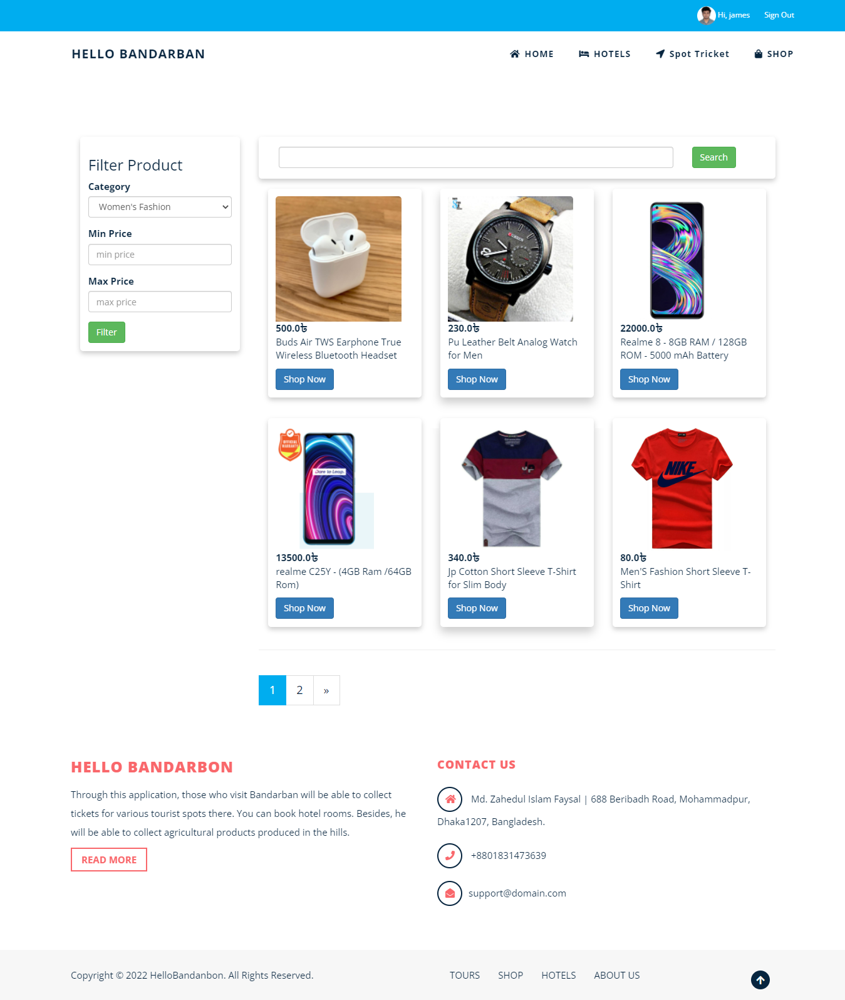 Hi, james Sign Out
HELLO BANDARBAN HOME HOTELS Spot Tricket SHOP
Filter Product
Category
Women's Fashion
Min Price
min price
Max Price
max price
Filter
Search
500.0৳
Buds Air TWS Earphone True
Wireless Bluetooth Headset
Shop Now
CURREN
230.0৳
Pu Leather Belt Analog Watch
for Men
Shop Now
22000.0৳
Realme 8 - 8GB RAM / 128GB
ROM - 5000 mAh Battery
Shop Now
OFFICIAL
WARRANTY
Dare to Leap.
13500.0৳
realme C25Y - (4GB Ram /64GB
Rom)
Shop Now
Jp
340.0৳
Jp Cotton Short Sleeve T-Shirt
for Slim Body
Shop Now
NIKE
80.0৳
Men'S Fashion Short Sleeve T-
Shirt
Shop Now
1 2 »
HELLO BANDARBON
Through this application, those who visit Bandarban will be able to collect
tickets for various tourist spots there. You can book hotel rooms. Besides, he
will be able to collect agricultural products produced in the hills.
READ MORE
CONTACT US
Md. Zahedul Islam Faysal | 688 Beribadh Road, Mohammadpur,
Dhaka1207, Bangladesh.
+8801831473639
support@domain.com
Copyright © 2022 HelloBandanbon. All Rights Reserved. TOURS SHOP HOTELS ABOUT US